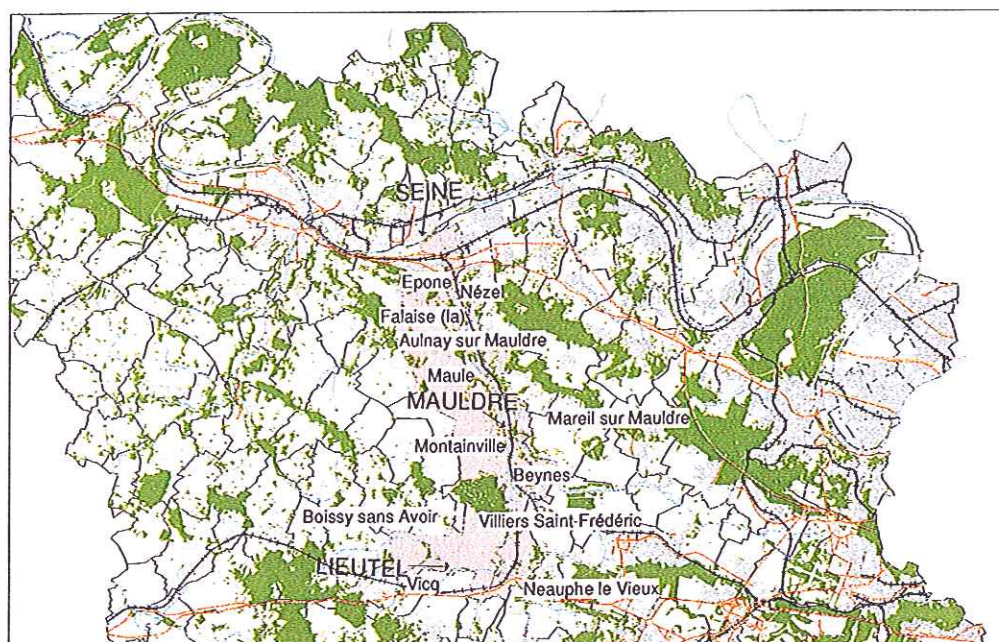 SEINE
Epone
Nézel
Falaise (la)
Aulnay sur Mauldre
Maule
MAULDRE
Mareil sur Mauldre
Montainville
Beynes
Boissy sans Avoir
Villiers Saint-Frédéric
LIEUTEL
Vicq
Neauphe le Vieux